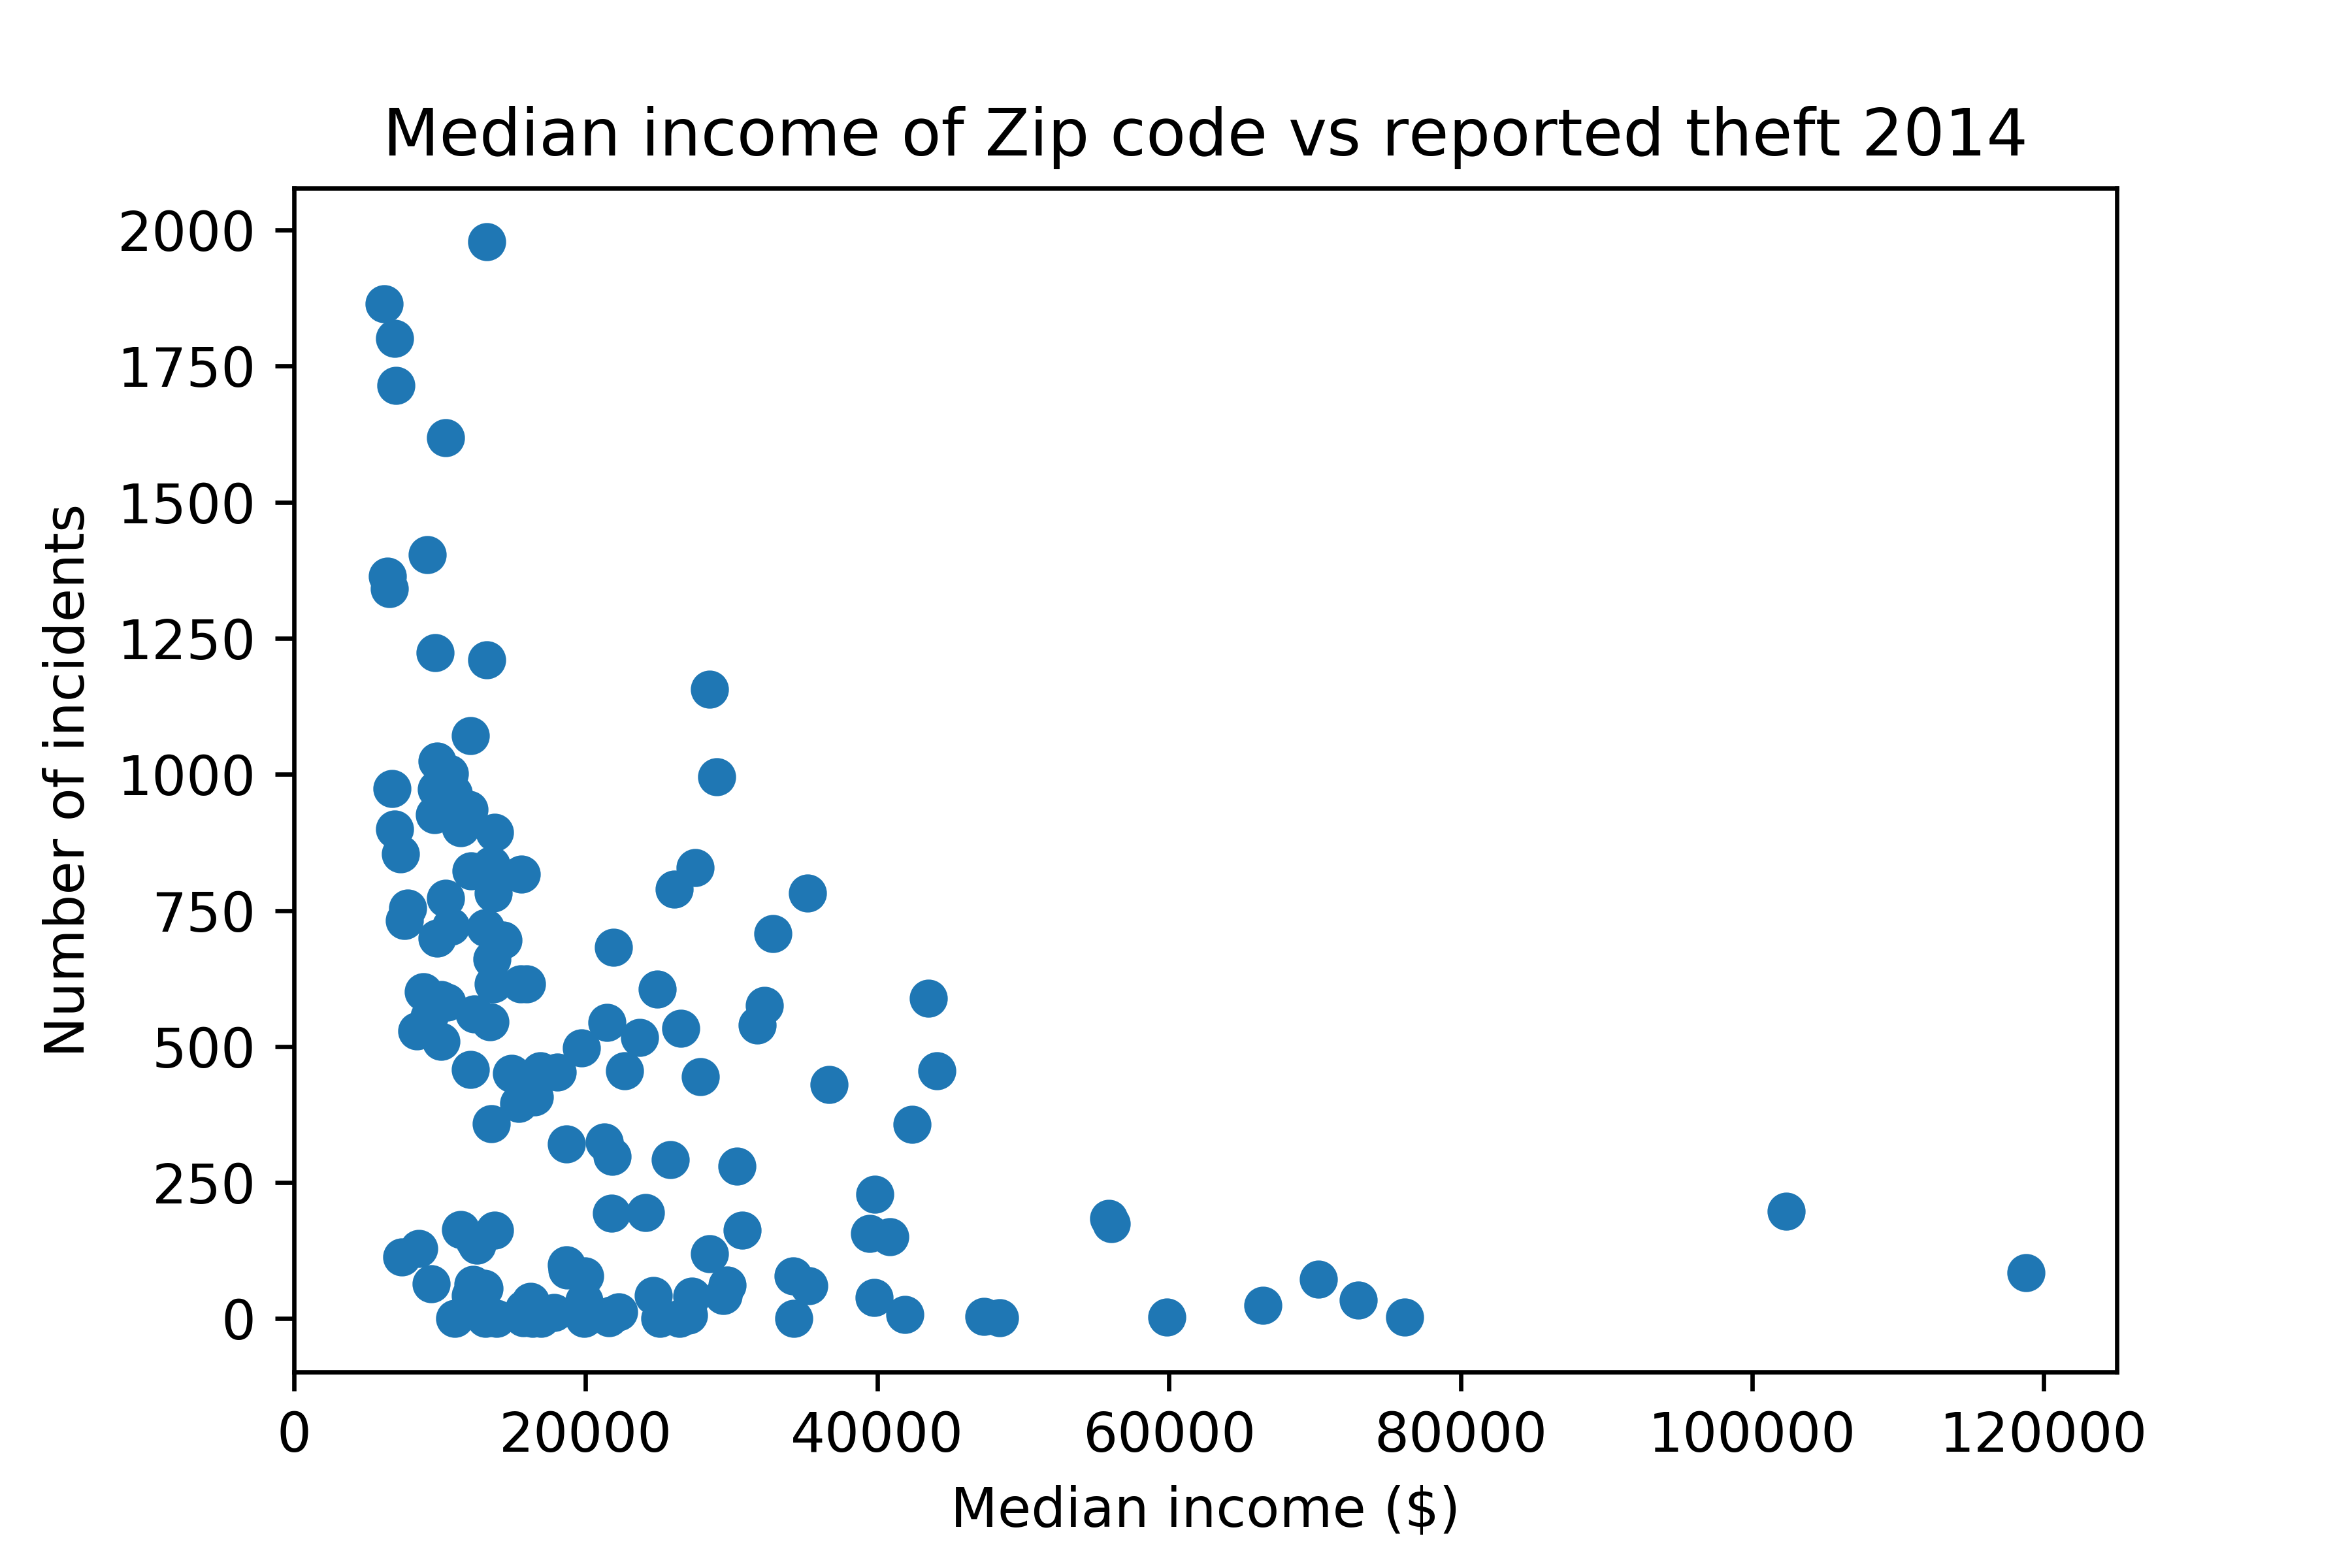 Median income of Zip code vs reported theft 2014
2000
1750
1500
1250
1000
750
500
250
0
Number of incidents
0 20000 40000 60000 80000 100000 120000
Median income ($)